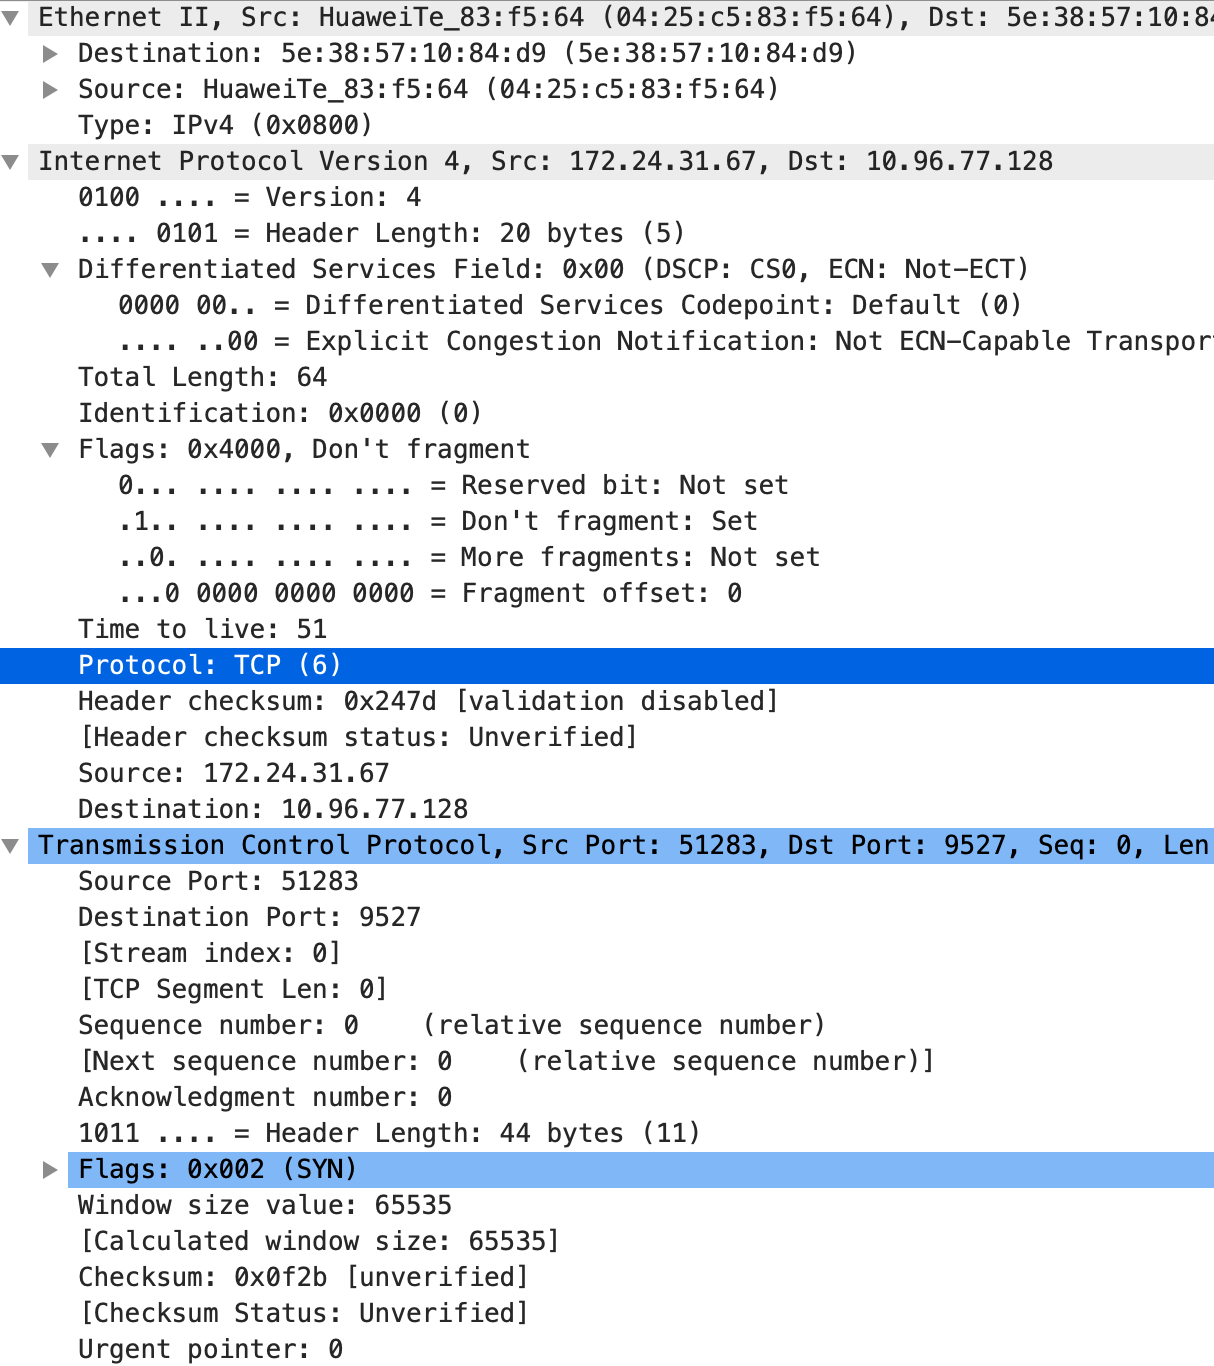 Ethernet II, Src: HuaweiTe_83:f5:64 (04:25:c5:83:f5:64), Dst: 5e:38:57:10:84
Destination: 5e:38:57:10:84:d9 (5e:38:57:10:84:d9)
Source: HuaweiTe_83:f5:64 (04:25:c5:83:f5:64)
Type: IPv4 (0x0800)
Internet Protocol Version 4, Src: 172.24.31.67, Dst: 10.96.77.128
0100 .... = Version: 4
.... 0101 = Header Length: 20 bytes (5)
Differentiated Services Field: 0x00 (DSCP: CS0, ECN: Not-ECT)
0000 00.. = Differentiated Services Codepoint: Default (0)
.... ..00 = Explicit Congestion Notification: Not ECN-Capable Transpor
Total Length: 64
Identification: 0x0000 (0)
Flags: 0x4000, Don't fragment
0... .... .... .... = Reserved bit: Not set
.1.. .... .... .... = Don't fragment: Set
..0. .... .... .... = More fragments: Not set
...0 0000 0000 0000 = Fragment offset: 0
Time to live: 51
Protocol: TCP (6)
Header checksum: 0x247d [validation disabled]
[Header checksum status: Unverified]
Source: 172.24.31.67
Destination: 10.96.77.128
Transmission Control Protocol, Src Port: 51283, Dst Port: 9527, Seq: 0, Len
Source Port: 51283
Destination Port: 9527
[Stream index: 0]
[TCP Segment Len: 0]
Sequence number: 0    (relative sequence number)
[Next sequence number: 0    (relative sequence number)]
Acknowledgment number: 0
1011 .... = Header Length: 44 bytes (11)
Flags: 0x002 (SYN)
Window size value: 65535
[Calculated window size: 65535]
Checksum: 0x0f2b [unverified]
[Checksum Status: Unverified]
Urgent pointer: 0